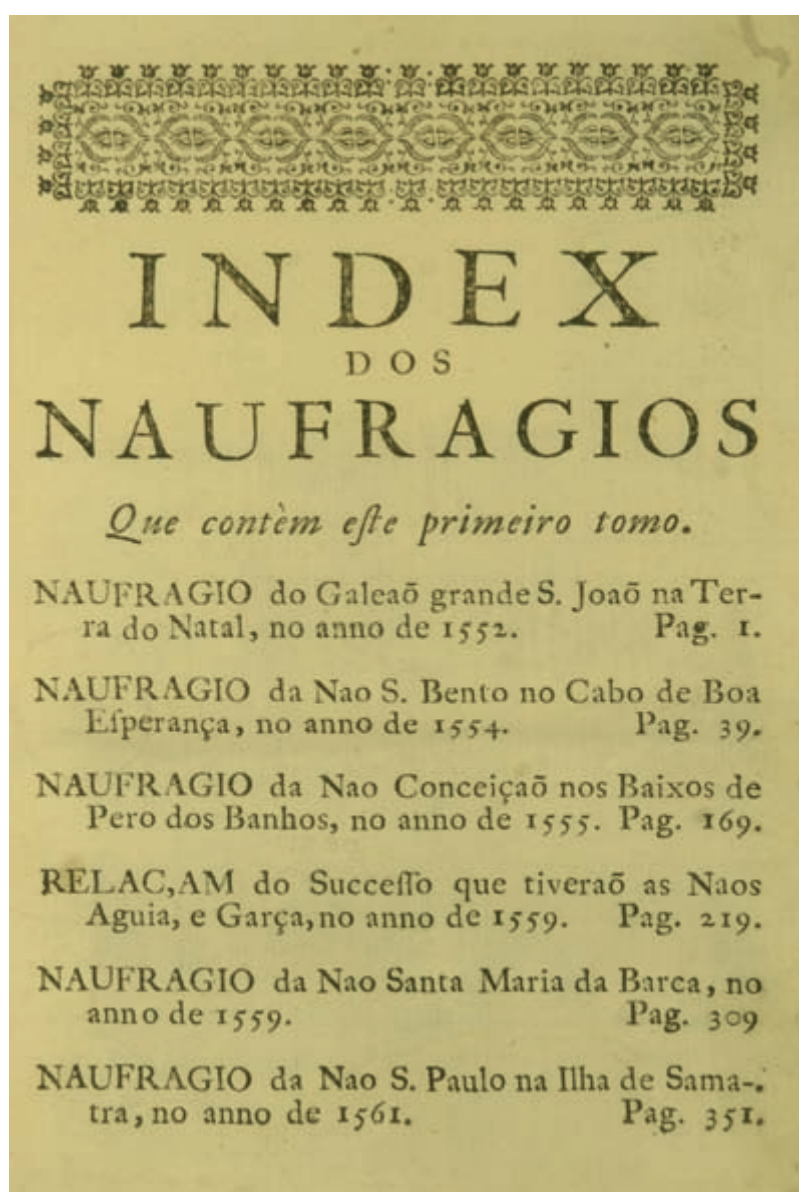 INDEX
DOS
NAUFRAGIOS
Que contèm eſte primeiro tomo.
NAUFRAGIO do Galeaõ grande S. Joaõ na Ter-
ra do Natal, no anno de 1552. Pag. 1.
NAUFRAGIO da Nao S. Bento no Cabo de Boa
Eſperança, no anno de 1554. Pag. 39.
NAUFRAGIO da Nao Conceiçaõ nos Baixos de
Pero dos Banhos, no anno de 1555. Pag. 169.
RELAC,AM do Succeſſo que tiveraõ as Naos
Aguia, e Garça, no anno de 1559. Pag. 219.
NAUFRAGIO da Nao Santa Maria da Barca, no
anno de 1559. Pag. 309
NAUFRAGIO da Nao S. Paulo na Ilha de Sama-
tra, no anno de 1561. Pag. 351.